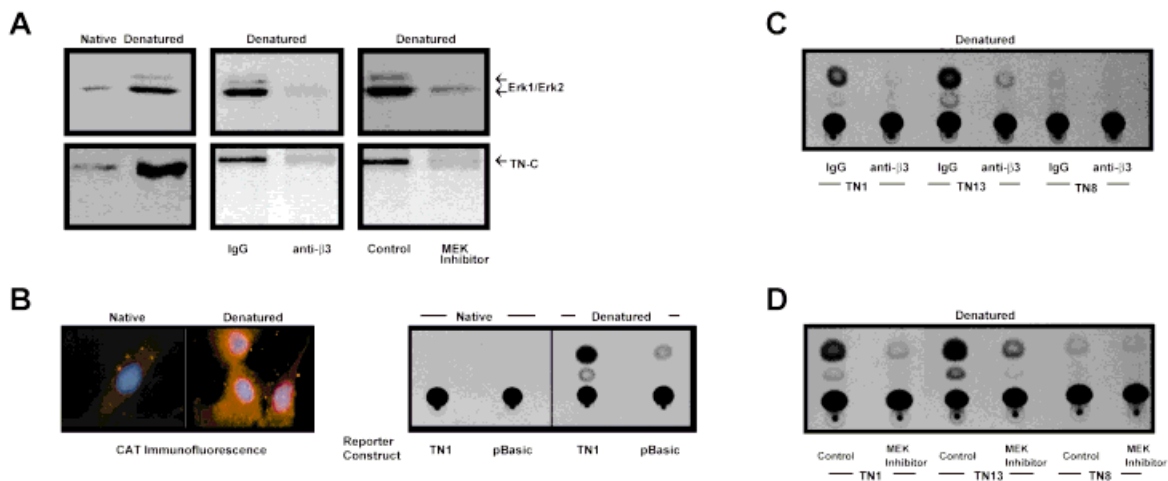 A
Native Denatured
Denatured
Denatured
← Erk1/Erk2
←
← TN-C
IgG anti-β3
Control MEK Inhibitor
B
Native Denatured
CAT Immunofluorescence
Native Denatured
Reporter Construct TN1 pBasic TN1 pBasic
C
Denatured
IgG anti-β3 IgG anti-β3 IgG anti-β3
TN1 TN13 TN8
D
Denatured
Control MEK Inhibitor Control MEK Inhibitor Control MEK Inhibitor
TN1 TN13 TN8